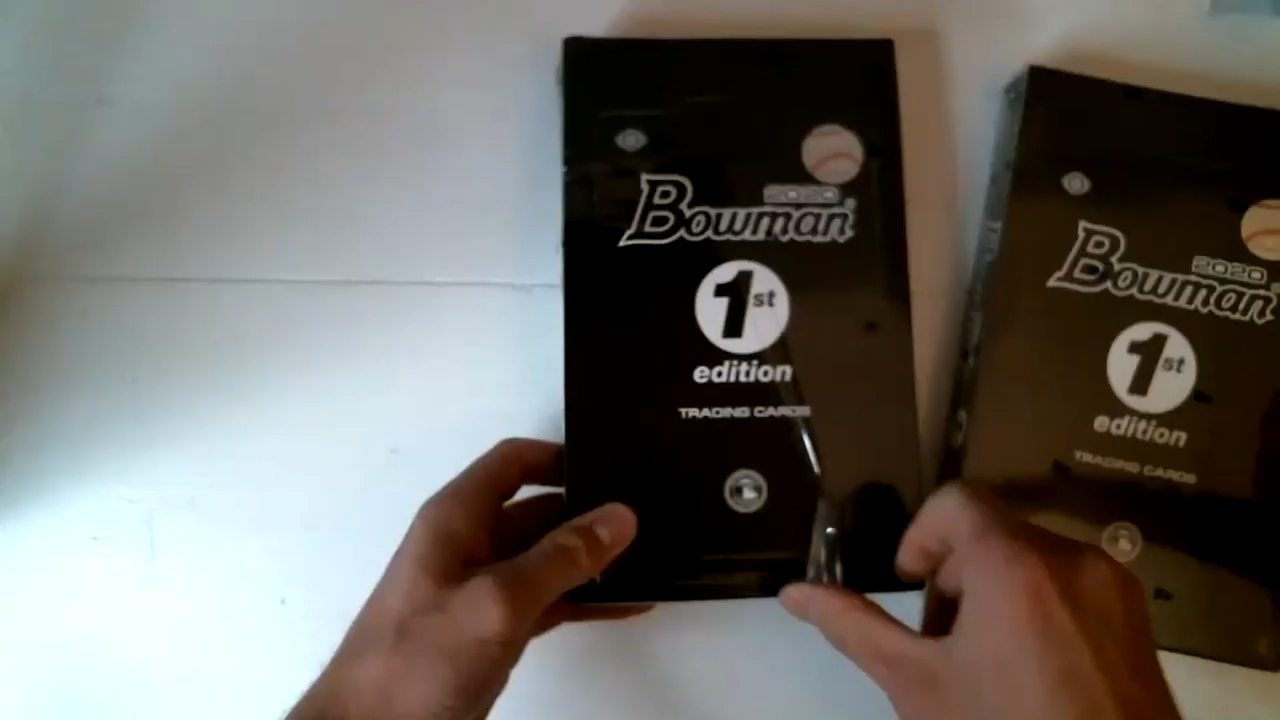 2020
Bowman
1st
edition
TRADING CARDS
2020
Bowman
1st
edition
TRADING CARDS